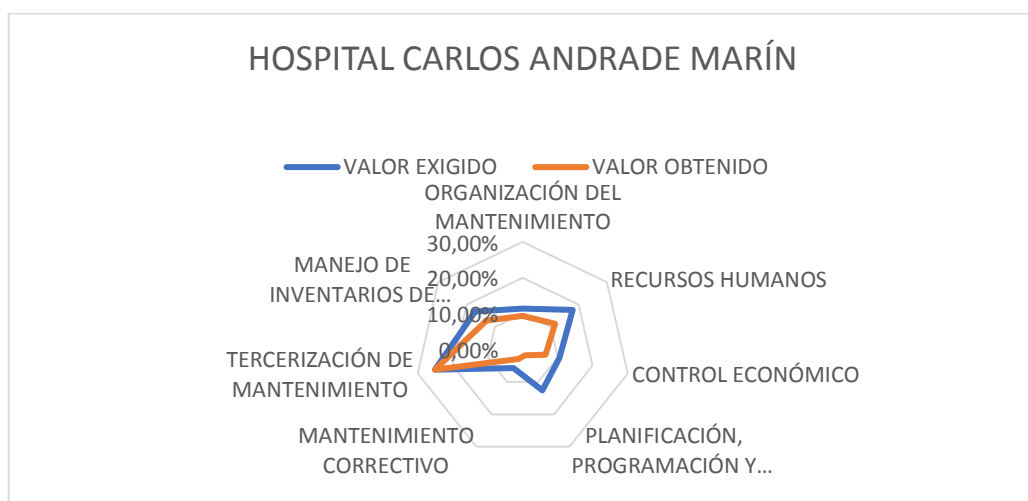 HOSPITAL CARLOS ANDRADE MARÍN
VALOR EXIGIDO
VALOR OBTENIDO
ORGANIZACIÓN DEL
MANTENIMIENTO
RECURSOS HUMANOS
CONTROL ECONÓMICO
PLANIFICACIÓN,
PROGRAMACIÓN Y...
MANTENIMIENTO
CORRECTIVO
TERCERIZACIÓN DE
MANTENIMIENTO
MANEJO DE
INVENTARIOS DE...
30,00%
20,00%
10,00%
0,00%